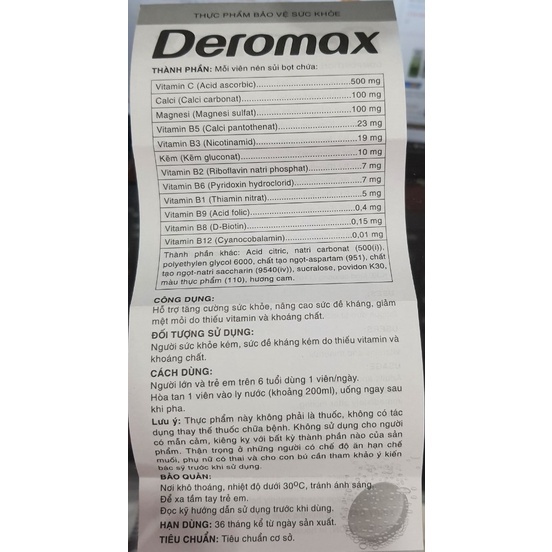 THỰC PHẨM BẢO VỆ SỨC KHỎE
Deromax
THÀNH PHẦN: Mỗi viên nén sủi bọt chứa:
Vitamin C (Acid ascorbic)..........................500 mg
Calci (Calci carbonat)..........................100 mg
Magnesi (Magnesi sulfat)..........................100 mg
Vitamin B5 (Calci pantothenat)..........................23 mg
Vitamin B3 (Nicotinamid)..........................19 mg
Kẽm (Kẽm gluconat)..........................10 mg
Vitamin B2 (Riboflavin natri phosphat)..........................7 mg
Vitamin B6 (Pyridoxin hydroclorid)..........................7 mg
Vitamin B1 (Thiamin nitrat)..........................5 mg
Vitamin B9 (Acid folic)..........................0,4 mg
Vitamin B8 (D-Biotin)..........................0,15 mg
Vitamin B12 (Cyanocobalamin)..........................0,01 mg
Thành phần khác: Acid citric, natri carbonat (500(i)),
polyethylen glycol 6000, chất tạo ngọt-aspartam (951), chất
tạo ngọt-natri saccharin (9540(iv)), sucralose, povidon K30,
màu thực phẩm (110), hương cam.
CÔNG DỤNG:
Hỗ trợ tăng cường sức khỏe, nâng cao sức đề kháng, giảm
mệt mỏi do thiếu vitamin và khoáng chất.
ĐỐI TƯỢNG SỬ DỤNG:
Người sức khỏe kém, sức đề kháng kém do thiếu vitamin và
khoáng chất.
CÁCH DÙNG:
Người lớn và trẻ em trên 6 tuổi dùng 1 viên/ngày.
Hòa tan 1 viên vào ly nước (khoảng 200ml), uống ngay sau
khi pha.
Lưu ý: Thực phẩm này không phải là thuốc, không có tác
dụng thay thế thuốc chữa bệnh. Không sử dụng cho người
có mẫn cảm, kiêng kỵ với bất kỳ thành phần nào của sản
phẩm. Thận trọng ở những người có chế độ ăn hạn chế
muối, phụ nữ có thai và cho con bú cần tham khảo ý kiến
bác sỹ trước khi sử dụng.
BẢO QUẢN:
Nơi khô thoáng, nhiệt độ dưới 30ºC, tránh ánh sáng.
Để xa tầm tay trẻ em.
Đọc kỹ hướng dẫn sử dụng trước khi dùng.
HẠN DÙNG: 36 tháng kể từ ngày sản xuất.
TIÊU CHUẨN: Tiêu chuẩn cơ sở.